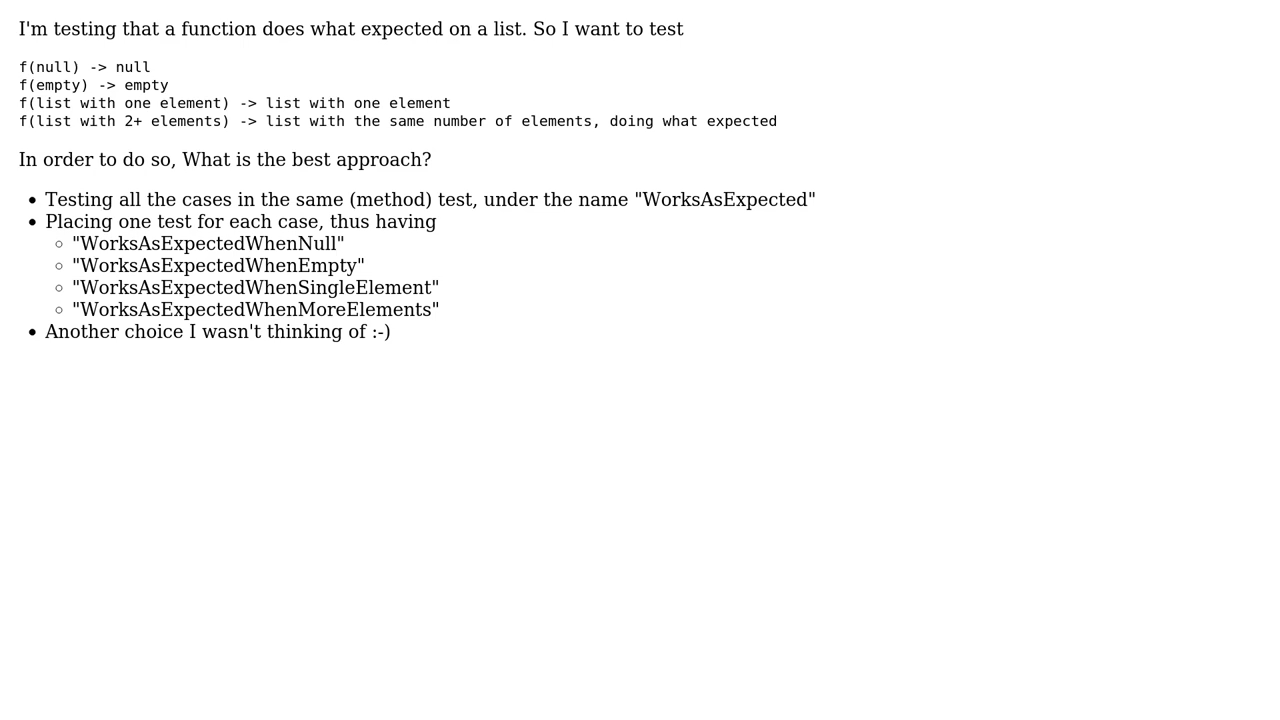 I'm testing that a function does what expected on a list. So I want to test
f(null) -> null
f(empty) -> empty
f(list with one element) -> list with one element
f(list with 2+ elements) -> list with the same number of elements, doing what expected
In order to do so, What is the best approach?
• Testing all the cases in the same (method) test, under the name "WorksAsExpected"
• Placing one test for each case, thus having
◦ "WorksAsExpectedWhenNull"
◦ "WorksAsExpectedWhenEmpty"
◦ "WorksAsExpectedWhenSingleElement"
◦ "WorksAsExpectedWhenMoreElements"
• Another choice I wasn't thinking of :-)